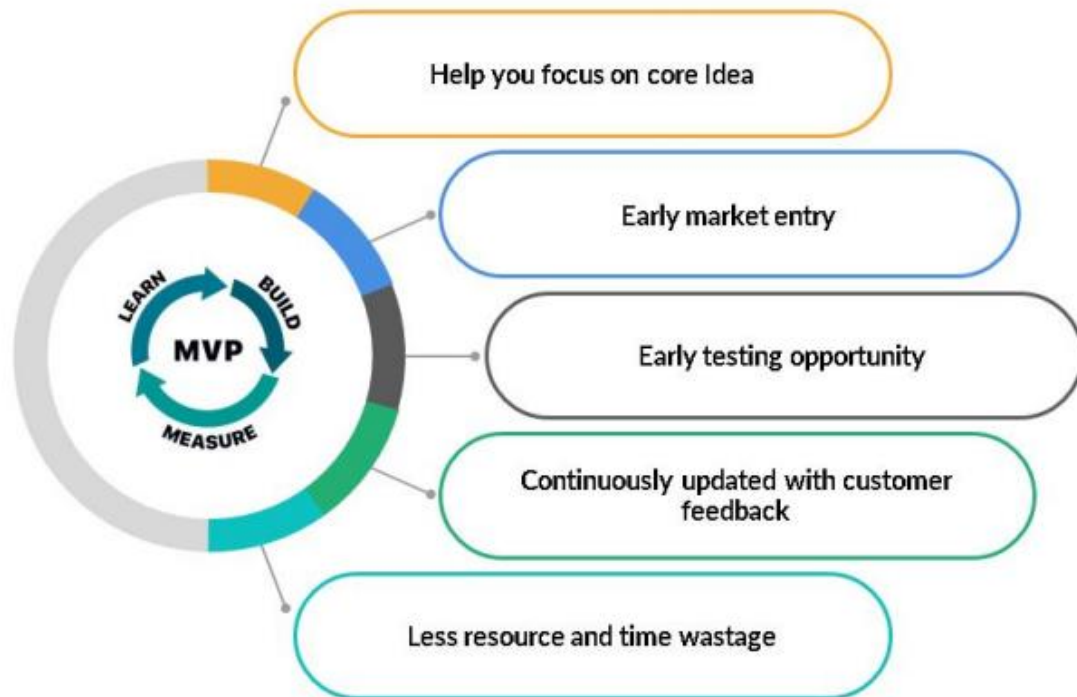 Help you focus on core Idea
Early market entry
LEARN
BUILD
MVP
Early testing opportunity
MEASURE
Continuously updated with customer
feedback
Less resource and time wastage